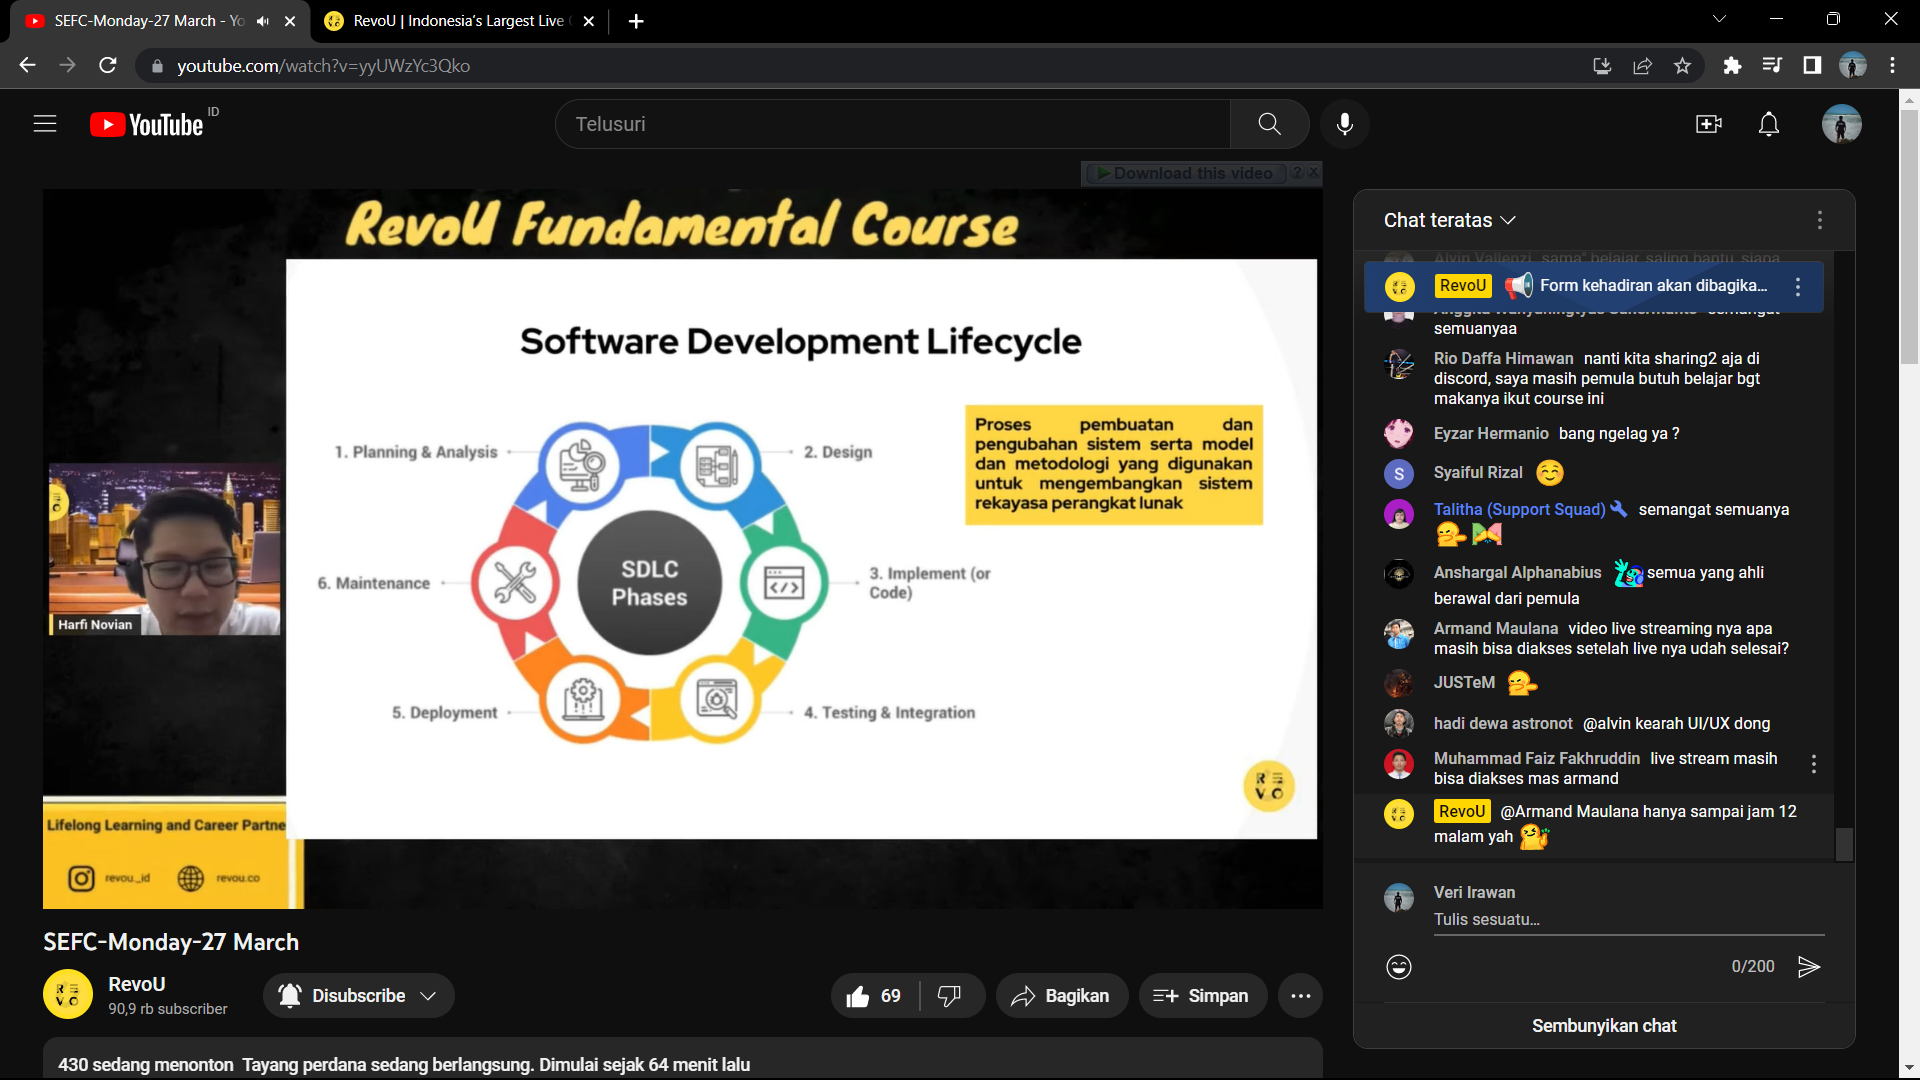 SEFC-Monday-27 March - Yo
RevoU | Indonesia's Largest Live
youtube.com/watch?v=yyUWzYc3Qko
YouTube ID
Telusuri
Download this video
RevoU Fundamental Course
Software Development Lifecycle
1. Planning & Analysis
2. Design
3. Implement (or
Code)
4. Testing & Integration
5. Deployment
6. Maintenance
SDLC
Phases
Proses pembuatan dan
pengubahan sistem serta model
dan metodologi yang digunakan
untuk mengembangkan sistem
rekayasa perangkat lunak
Harfi Novian
Lifelong Learning and Career Partne
revou_id
revou.co
SEFC-Monday-27 March
RevoU
90,9 rb subscriber
Disubscribe
69
Bagikan
Simpan
430 sedang menonton Tayang perdana sedang berlangsung. Dimulai sejak 64 menit lalu
Chat teratas
RevoU 📢 Form kehadiran akan dibagika...
semuanyaa
Rio Daffa Himawan nanti kita sharing2 aja di
discord, saya masih pemula butuh belajar bgt
makanya ikut course ini
Eyzar Hermanio bang ngelag ya ?
S
Syaiful Rizal ☺️
Talitha (Support Squad) semangat semuanya
Anshargal Alphanabius semua yang ahli
berawal dari pemula
Armand Maulana video live streaming nya apa
masih bisa diakses setelah live nya udah selesai?
JUSTeM
hadi dewa astronot @alvin kearah UI/UX dong
Muhammad Faiz Fakhruddin live stream masih
bisa diakses mas armand
RevoU @Armand Maulana hanya sampai jam 12
malam yah
Veri Irawan
Tulis sesuatu...
0/200
Sembunyikan chat